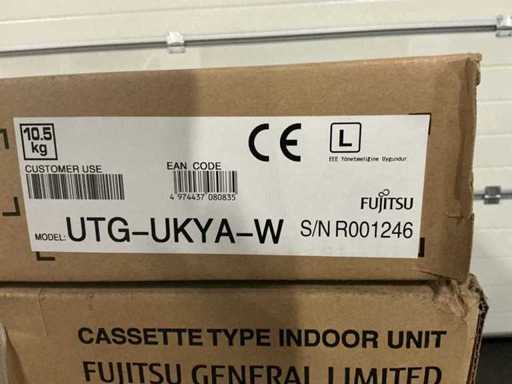 10.5
kg
CUSTOMER USE
EAN CODE
4 974437 080835
CE
L
EEE Yönetmeliğine Uygundur
FUJITSU
MODEL: UTG-UKYA-W S/N R001246
CASSETTE TYPE INDOOR UNIT
FUJITSU GENERAL LIMITED